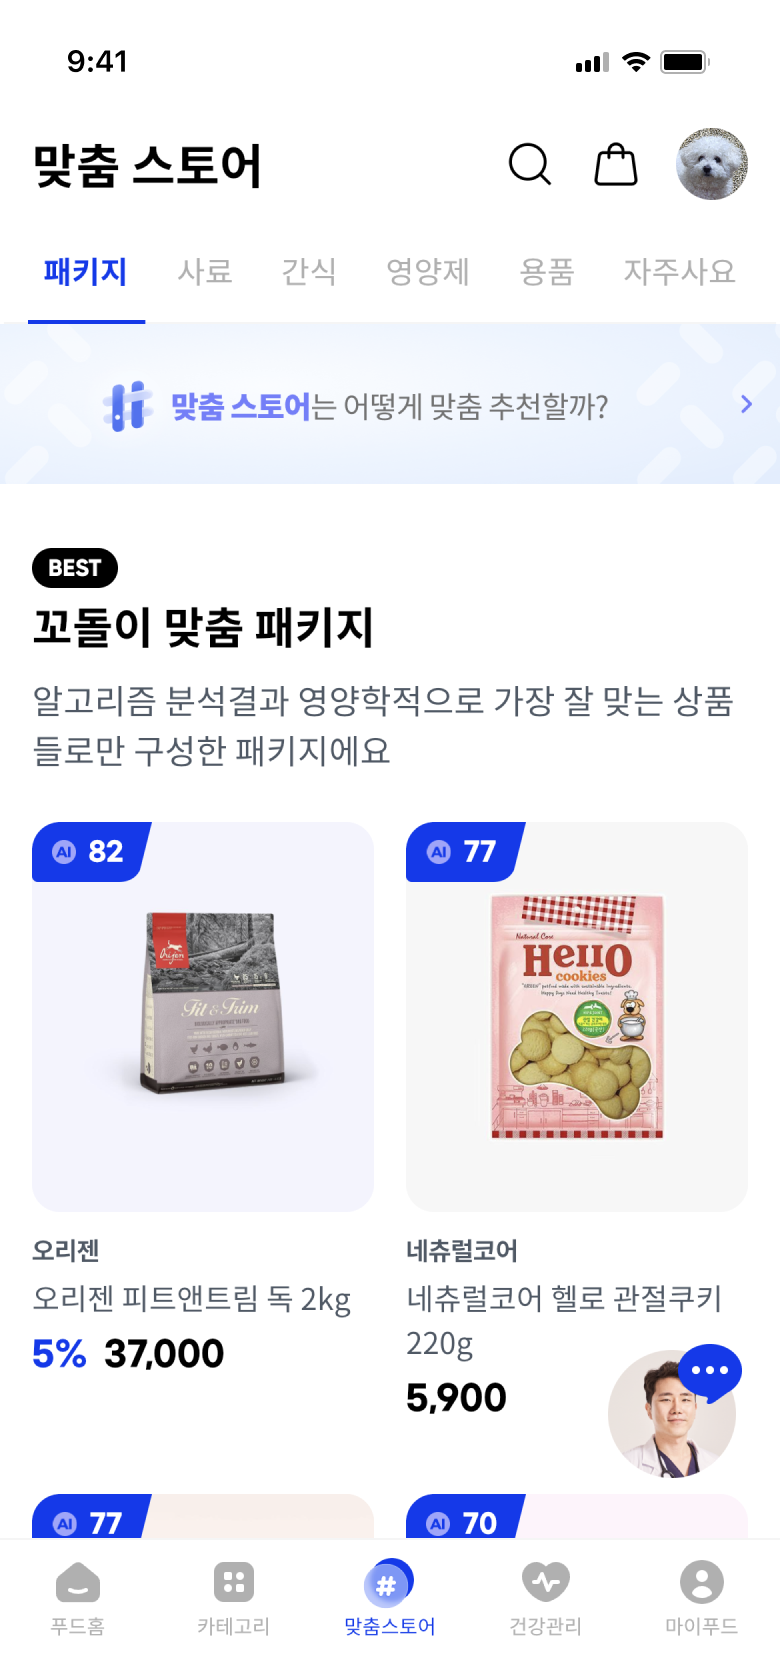 9:41
맞춤 스토어
패키지 사료 간식 영양제 용품 자주사요
맞춤 스토어는 어떻게 맞춤 추천할까?
BEST
꼬돌이 맞춤 패키지
알고리즘 분석결과 영양학적으로 가장 잘 맞는 상품
들로만 구성한 패키지에요
AI 82
AI 77
Orijen
Fit & Trim
Natural Core
Hello
cookies
오리젠
오리젠 피트앤트림 독 2kg
5% 37,000
네츄럴코어
네츄럴코어 헬로 관절쿠키
220g
5,900
AI 77
AI 70
푸드홈 카테고리 맞춤스토어 건강관리 마이푸드